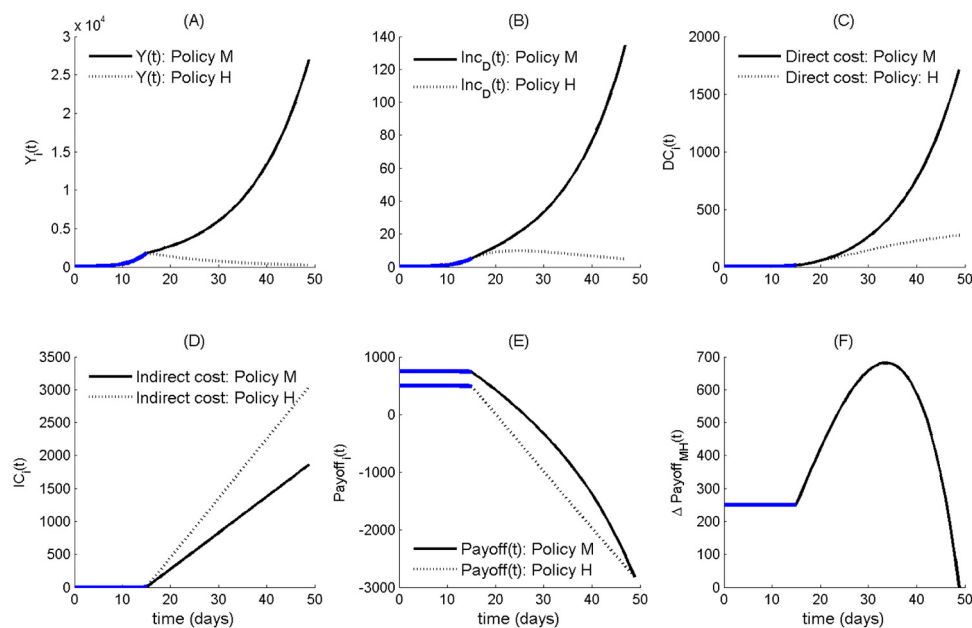 (A)
x 10^4
3
2.5
2
1.5
1
0.5
0
Y_i(t)
Y(t): Policy M
Y(t): Policy H
0 10 20 30 40 50
(B)
140
120
100
80
60
40
20
0
Inc_D(t): Policy M
Inc_D(t): Policy H
0 10 20 30 40 50
(C)
2000
1500
1000
500
0
DC_i(t)
Direct cost: Policy M
Direct cost: Policy: H
0 10 20 30 40 50
(D)
3500
3000
2500
2000
1500
1000
500
0
IC_i(t)
Indirect cost: Policy M
Indirect cost: Policy H
0 10 20 30 40 50
time (days)
(E)
1000
0
-1000
-2000
-3000
Payoff_i(t)
Payoff(t): Policy M
Payoff(t): Policy H
0 10 20 30 40 50
time (days)
(F)
700
600
500
400
300
200
100
0
Δ Payoff_MH(t)
0 10 20 30 40 50
time (days)